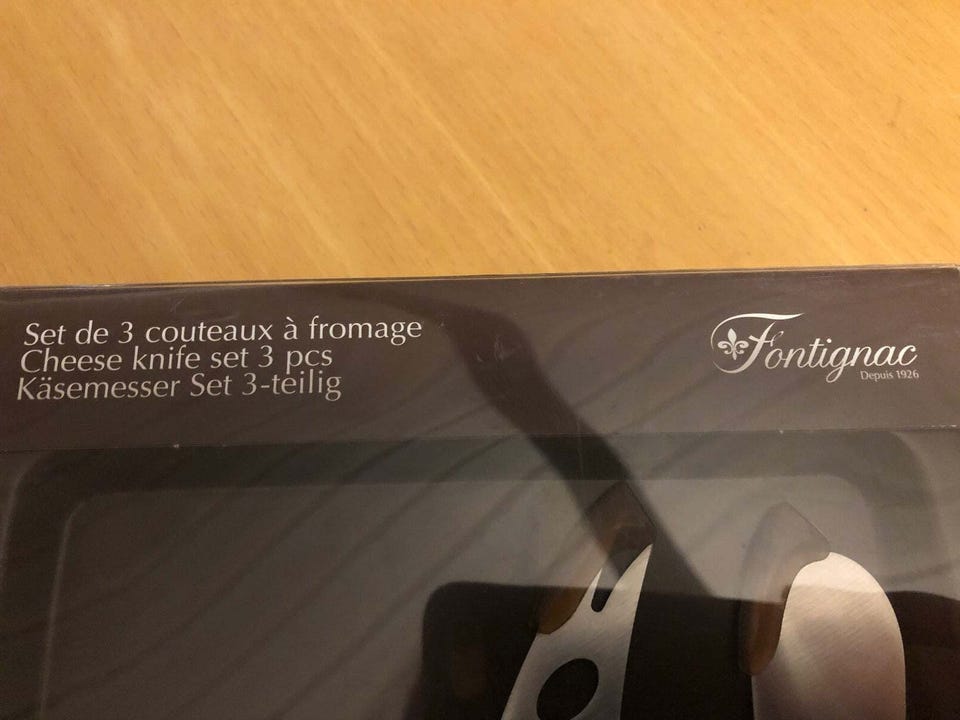 Set de 3 couteaux à fromage
Cheese knife set 3 pcs
Käsemesser Set 3-teilig
Fontignac
Depuis 1926